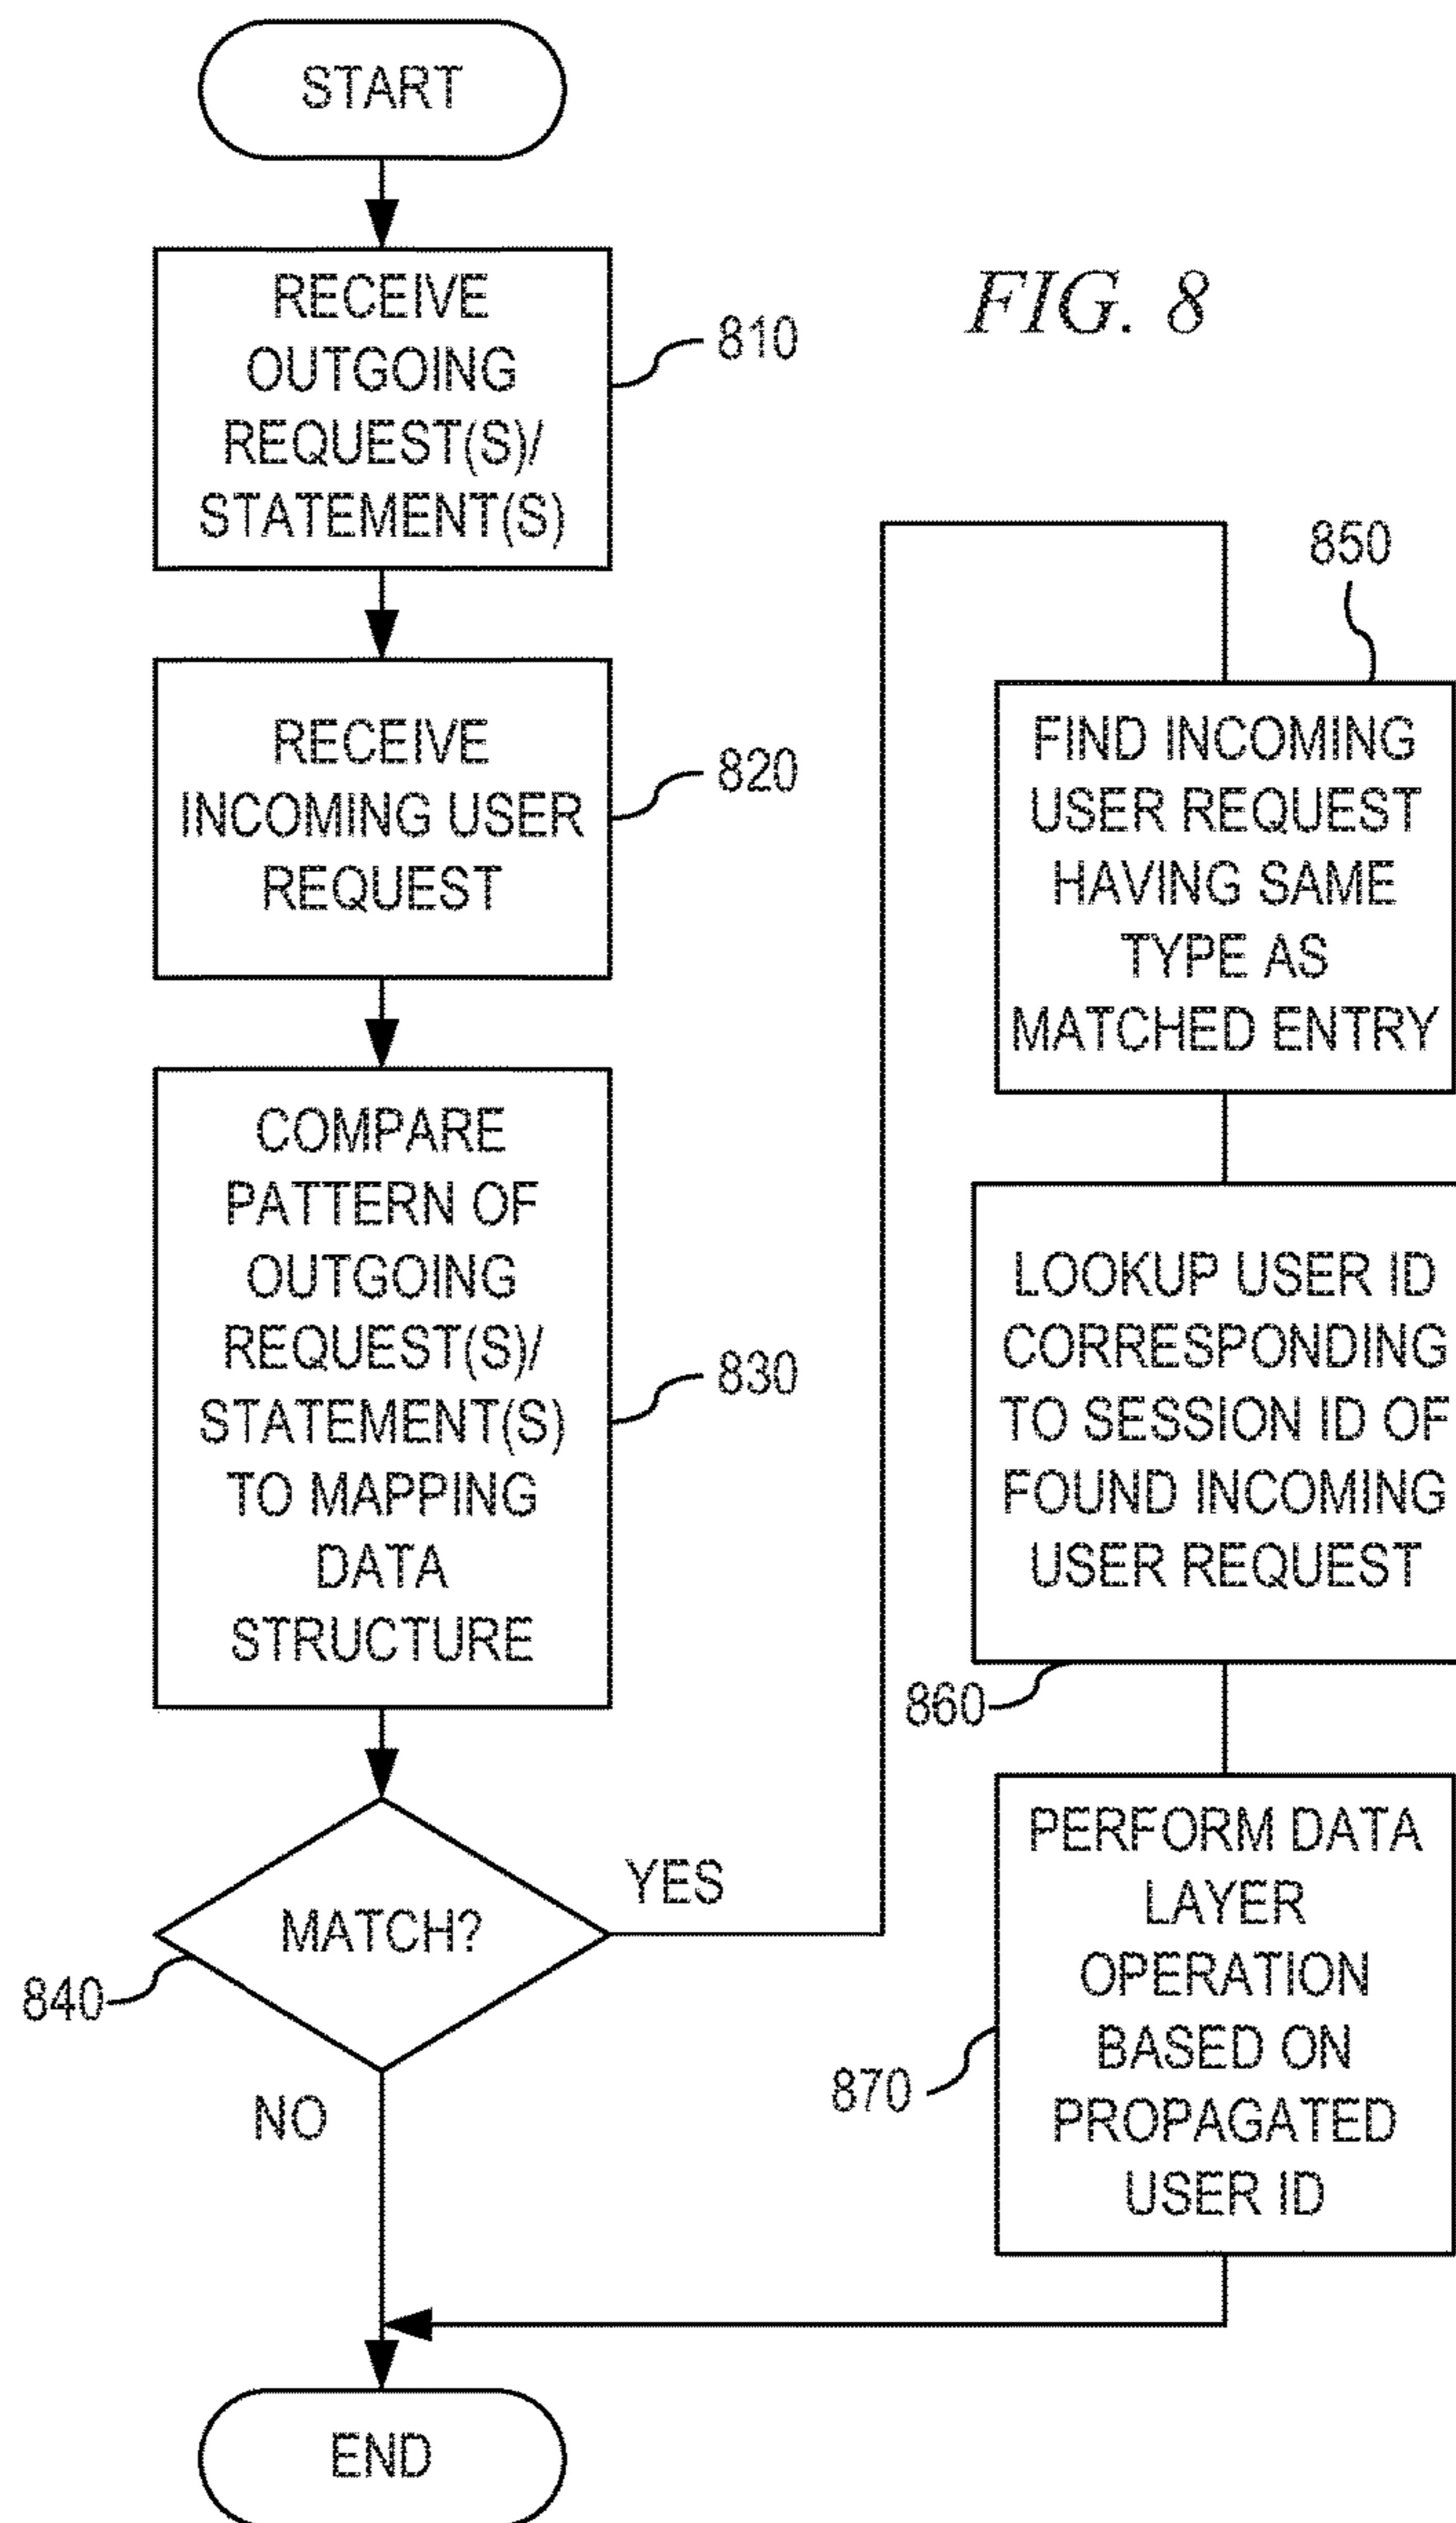 START
RECEIVE
OUTGOING
REQUEST(S)/
STATEMENT(S)
810
FIG. 8
RECEIVE
INCOMING USER
REQUEST
820
COMPARE
PATTERN OF
OUTGOING
REQUEST(S)/
STATEMENT(S)
TO MAPPING
DATA
STRUCTURE
830
MATCH?
840
YES
NO
850
FIND INCOMING
USER REQUEST
HAVING SAME
TYPE AS
MATCHED ENTRY
LOOKUP USER ID
CORRESPONDING
TO SESSION ID OF
FOUND INCOMING
USER REQUEST
860
PERFORM DATA
LAYER
OPERATION
BASED ON
PROPAGATED
USER ID
870
END